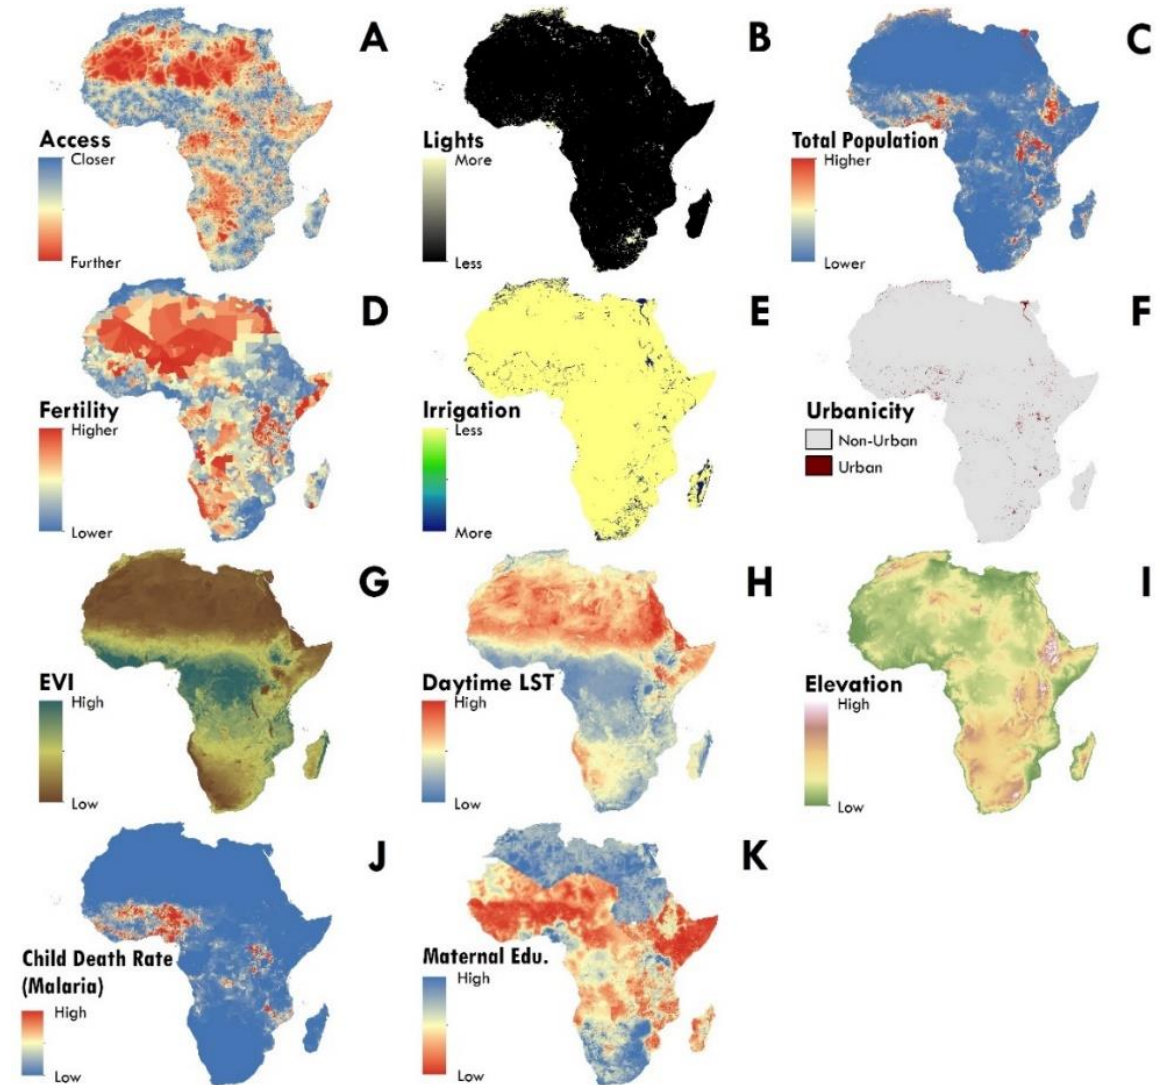 A
Access
Closer
Further
B
Lights
More
Less
C
Total Population
Higher
Lower
D
Fertility
Higher
Lower
E
Irrigation
Less
More
F
Urbanicity
Non-Urban
Urban
G
EVI
High
Low
H
Daytime LST
High
Low
I
Elevation
High
Low
J
Child Death Rate
(Malaria)
High
Low
K
Maternal Edu.
High
Low